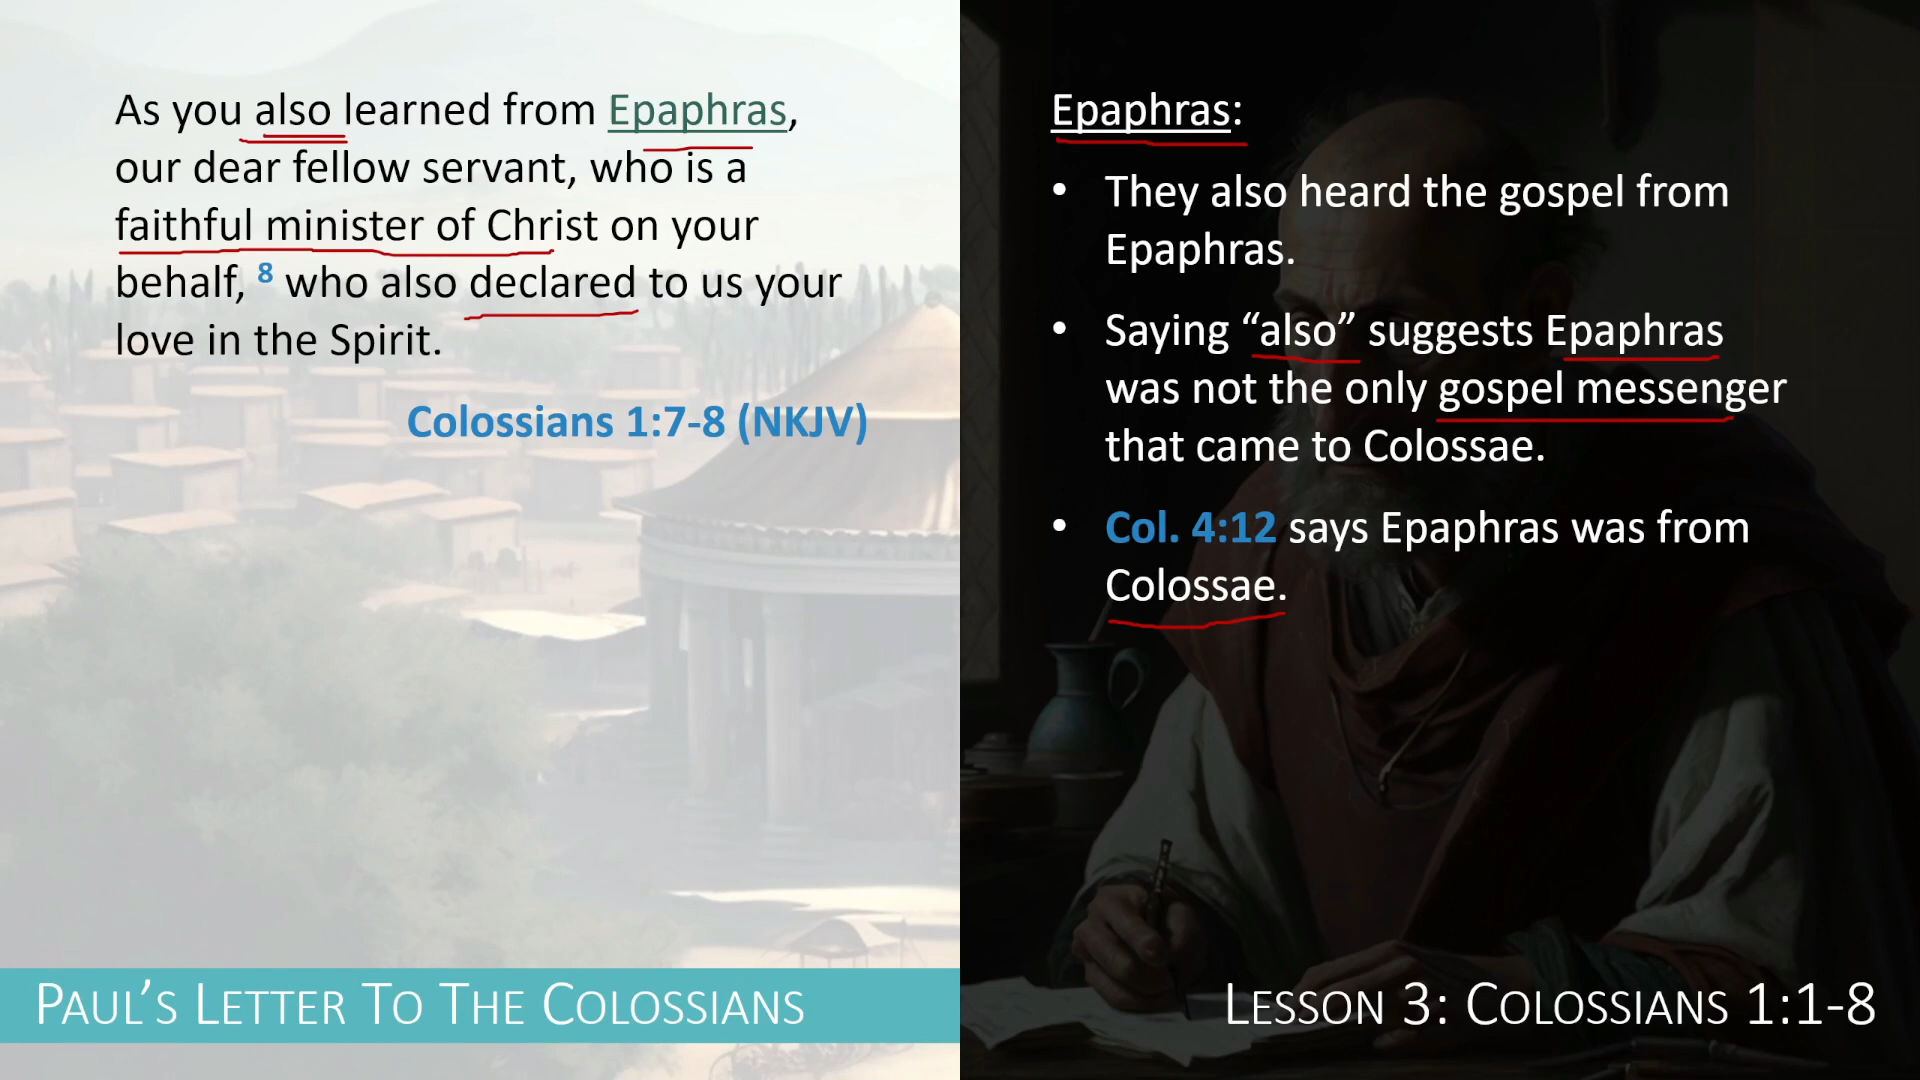 As you also learned from Epaphras,
our dear fellow servant, who is a
faithful minister of Christ on your
behalf, 8 who also declared to us your
love in the Spirit.
Colossians 1:7-8 (NKJV)
Epaphras:
• They also heard the gospel from
Epaphras.
• Saying “also” suggests Epaphras
was not the only gospel messenger
that came to Colossae.
• Col. 4:12 says Epaphras was from
Colossae.
Paul’s Letter To The Colossians
Lesson 3: Colossians 1:1-8